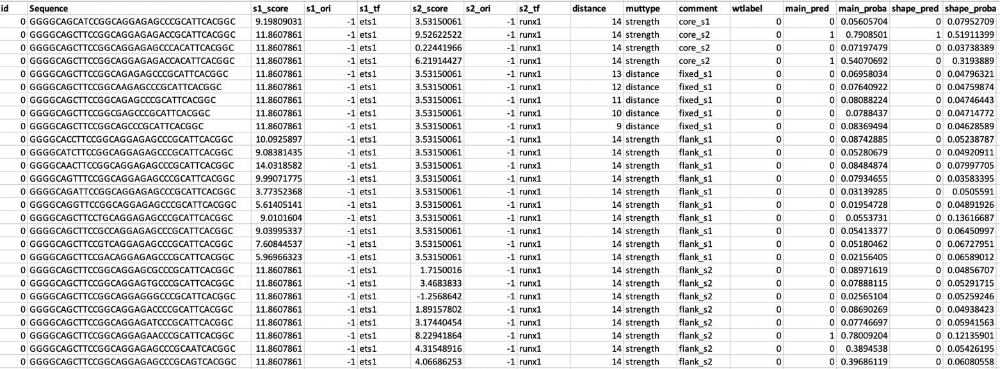 id Sequence s1_score s1_ori s1_tf s2_score s2_ori s2_tf distance muttype comment wtlabel main_pred main_proba shape_pred shape_proba
0 GGGGCAGCATCCGGCAGGAGAGCCCGCATTCACGGC 9.19809031 -1 ets1 3.53150061 -1 runx1 14 strength core_s1 0 0 0.05605704 0 0.07952709
0 GGGGCAGCTTCCGGCAGGAGAGACCGCATTCACGGC 11.8607861 -1 ets1 9.52622522 -1 runx1 14 strength core_s2 0 1 0.7908501 1 0.51911399
0 GGGGCAGCTTCCGGCAGGAGAGCCCACATTCACGGC 11.8607861 -1 ets1 0.22441966 -1 runx1 14 strength core_s2 0 0 0.07197479 0 0.03738389
0 GGGGCAGCTTCCGGCAGGAGAGACCACATTCACGGC 11.8607861 -1 ets1 6.21914427 -1 runx1 14 strength core_s2 0 1 0.54070692 0 0.3193889
0 GGGGCAGCTTCCGGCAGAGAGCCCGCATTCACGGC 11.8607861 -1 ets1 3.53150061 -1 runx1 13 distance fixed_s1 0 0 0.06958034 0 0.04796321
0 GGGGCAGCTTCCGGCAAGAGCCCGCATTCACGGC 11.8607861 -1 ets1 3.53150061 -1 runx1 12 distance fixed_s1 0 0 0.07640922 0 0.04759874
0 GGGGCAGCTTCCGGCAGAGCCCGCATTCACGGC 11.8607861 -1 ets1 3.53150061 -1 runx1 11 distance fixed_s1 0 0 0.08088224 0 0.04746443
0 GGGGCAGCTTCCGGCGAGCCCGCATTCACGGC 11.8607861 -1 ets1 3.53150061 -1 runx1 10 distance fixed_s1 0 0 0.0788437 0 0.04714772
0 GGGGCAGCTTCCGGCAGCCCGCATTCACGGC 11.8607861 -1 ets1 3.53150061 -1 runx1 9 distance fixed_s1 0 0 0.08369494 0 0.04628589
0 GGGGCACCTTCCGGCAGGAGAGCCCGCATTCACGGC 10.0925897 -1 ets1 3.53150061 -1 runx1 14 strength flank_s1 0 0 0.08742885 0 0.05238787
0 GGGGCATCTTCCGGCAGGAGAGCCCGCATTCACGGC 9.08381435 -1 ets1 3.53150061 -1 runx1 14 strength flank_s1 0 0 0.05280679 0 0.04920911
0 GGGGCAACTTCCGGCAGGAGAGCCCGCATTCACGGC 14.0318582 -1 ets1 3.53150061 -1 runx1 14 strength flank_s1 0 0 0.08484874 0 0.07997705
0 GGGGCAGTTTCCGGCAGGAGAGCCCGCATTCACGGC 9.99071775 -1 ets1 3.53150061 -1 runx1 14 strength flank_s1 0 0 0.07934655 0 0.03583395
0 GGGGCAGATTCCGGCAGGAGAGCCCGCATTCACGGC 3.77352368 -1 ets1 3.53150061 -1 runx1 14 strength flank_s1 0 0 0.03139285 0 0.0505591
0 GGGGCAGGTTCCGGCAGGAGAGCCCGCATTCACGGC 5.61405141 -1 ets1 3.53150061 -1 runx1 14 strength flank_s1 0 0 0.01954728 0 0.04891926
0 GGGGCAGCTTCCTGCAGGAGAGCCCGCATTCACGGC 9.0101604 -1 ets1 3.53150061 -1 runx1 14 strength flank_s1 0 0 0.0553731 0 0.13616687
0 GGGGCAGCTTCCGCCAGGAGAGCCCGCATTCACGGC 9.03995337 -1 ets1 3.53150061 -1 runx1 14 strength flank_s1 0 0 0.05413377 0 0.06450997
0 GGGGCAGCTTCCGTCAGGAGAGCCCGCATTCACGGC 7.60844537 -1 ets1 3.53150061 -1 runx1 14 strength flank_s1 0 0 0.05180462 0 0.06727951
0 GGGGCAGCTTCCGACAGGAGAGCCCGCATTCACGGC 5.96966323 -1 ets1 3.53150061 -1 runx1 14 strength flank_s1 0 0 0.02156405 0 0.06589012
0 GGGGCAGCTTCCGGCAGGAGCGCCCGCATTCACGGC 11.8607861 -1 ets1 1.7150016 -1 runx1 14 strength flank_s2 0 0 0.08971619 0 0.04856707
0 GGGGCAGCTTCCGGCAGGAGTGCCCGCATTCACGGC 11.8607861 -1 ets1 3.4683833 -1 runx1 14 strength flank_s2 0 0 0.07888115 0 0.05291715
0 GGGGCAGCTTCCGGCAGGAGGGCCCGCATTCACGGC 11.8607861 -1 ets1 -1.2568642 -1 runx1 14 strength flank_s2 0 0 0.02565104 0 0.05259246
0 GGGGCAGCTTCCGGCAGGAGACCCCGCATTCACGGC 11.8607861 -1 ets1 1.89157802 -1 runx1 14 strength flank_s2 0 0 0.08690269 0 0.04938423
0 GGGGCAGCTTCCGGCAGGAGATCCCGCATTCACGGC 11.8607861 -1 ets1 3.17440454 -1 runx1 14 strength flank_s2 0 0 0.07746697 0 0.05941563
0 GGGGCAGCTTCCGGCAGGAGAACCCGCATTCACGGC 11.8607861 -1 ets1 8.22941864 -1 runx1 14 strength flank_s2 0 1 0.78009204 0 0.12135901
0 GGGGCAGCTTCCGGCAGGAGAGCCCGCAATCACGGC 11.8607861 -1 ets1 4.31548916 -1 runx1 14 strength flank_s2 0 0 0.3894538 0 0.05426195
0 GGGGCAGCTTCCGGCAGGAGAGCCCGCAGTCACGGC 11.8607861 -1 ets1 4.06686253 -1 runx1 14 strength flank_s2 0 0 0.39686119 0 0.06080558